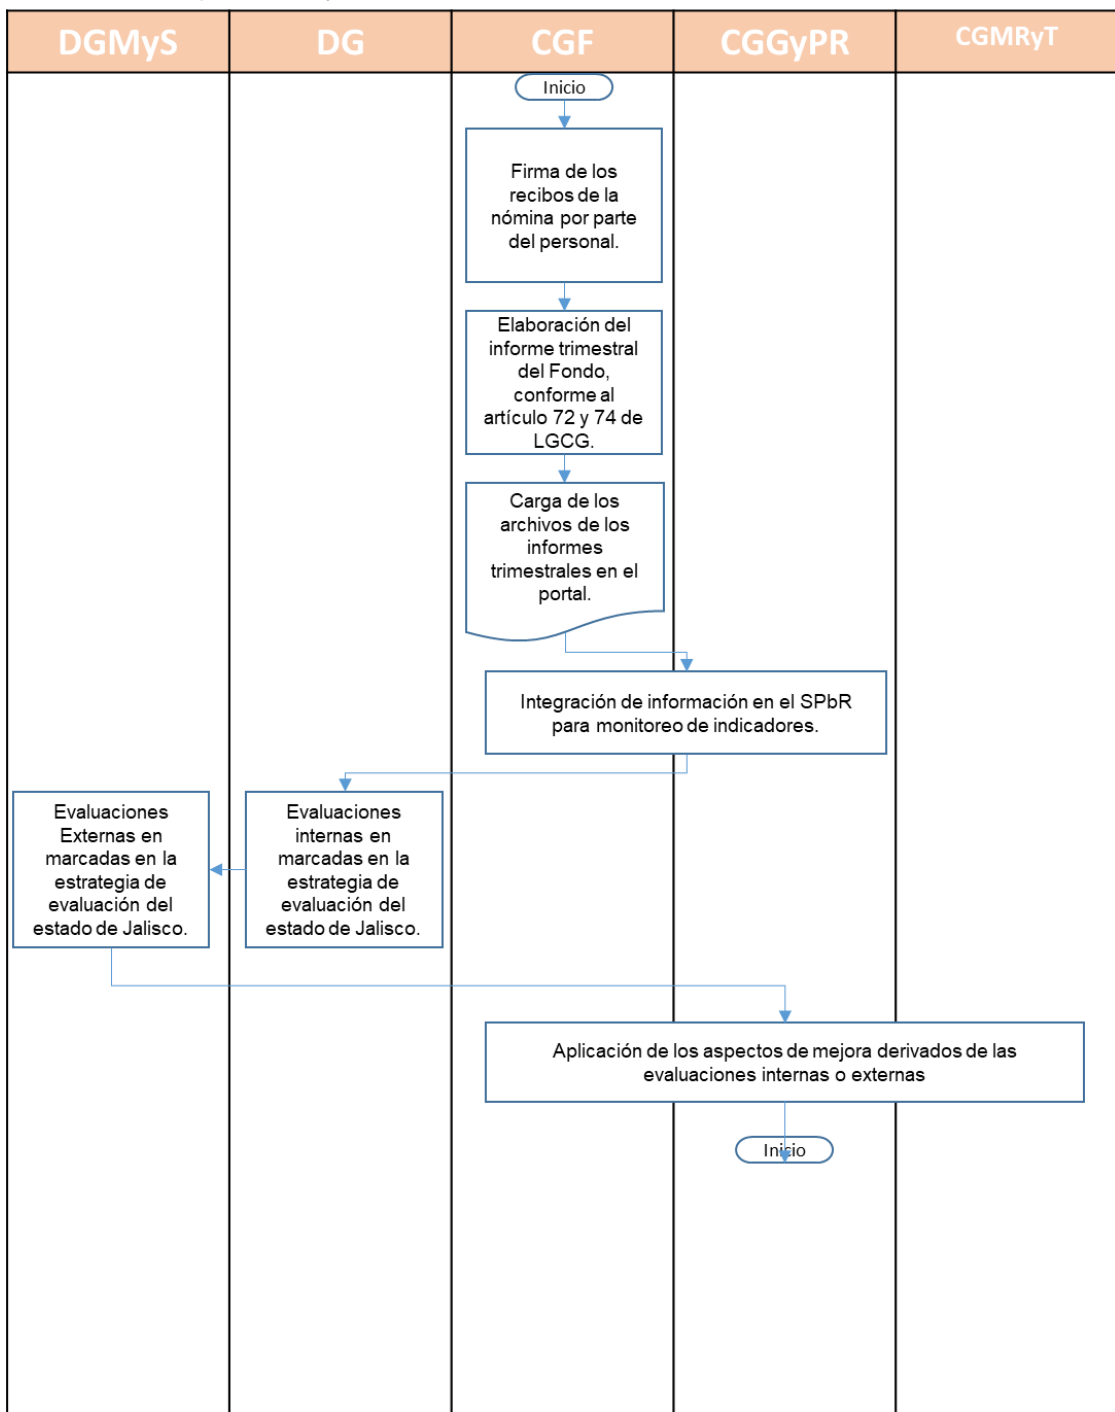 DGMyS
DG
CGF
CGGyPR
CGMRyT
Inicio
Firma de los
recibos de la
nómina por parte
del personal.
Elaboración del
informe trimestral
del Fondo,
conforme al
artículo 72 y 74 de
LGCG.
Carga de los
archivos de los
informes
trimestrales en el
portal.
Integración de información en el SPbR
para monitoreo de indicadores.
Evaluaciones
Externas en
marcadas en la
estrategia de
evaluación del
estado de Jalisco.
Evaluaciones
internas en
marcadas en la
estrategia de
evaluación del
estado de Jalisco.
Aplicación de los aspectos de mejora derivados de las
evaluaciones internas o externas
Inicio